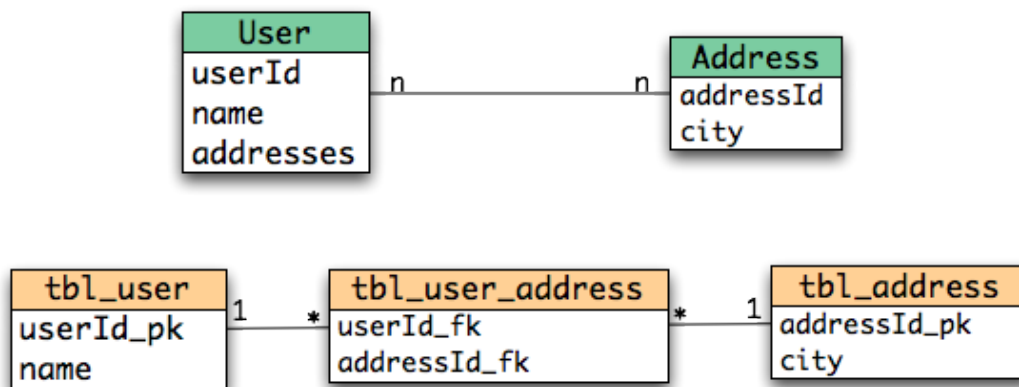 User
userId
name
addresses
n
n
Address
addressId
city
tbl_user
userId_pk
name
1
*
tbl_user_address
userId_fk
addressId_fk
*
1
tbl_address
addressId_pk
city